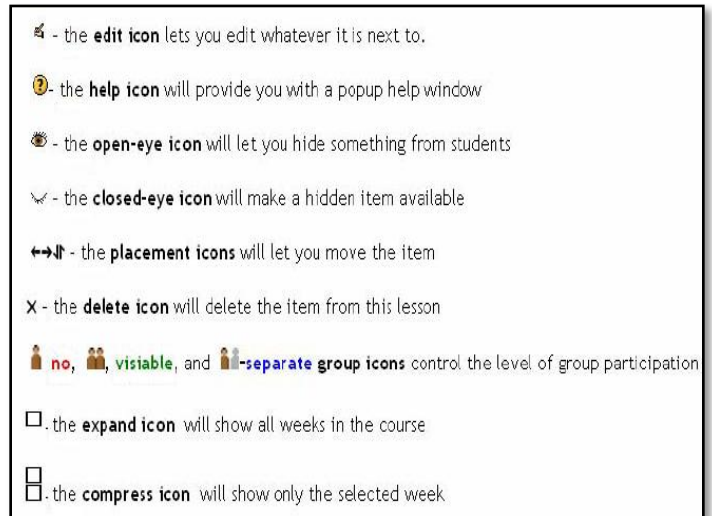 - the edit icon lets you edit whatever it is next to.
- the help icon will provide you with a popup help window
- the open-eye icon will let you hide something from students
- the closed-eye icon will make a hidden item available
- the placement icons will let you move the item
X - the delete icon will delete the item from this lesson
no, , visiable, and -separate group icons control the level of group participation
- the expand icon will show all weeks in the course
- the compress icon will show only the selected week